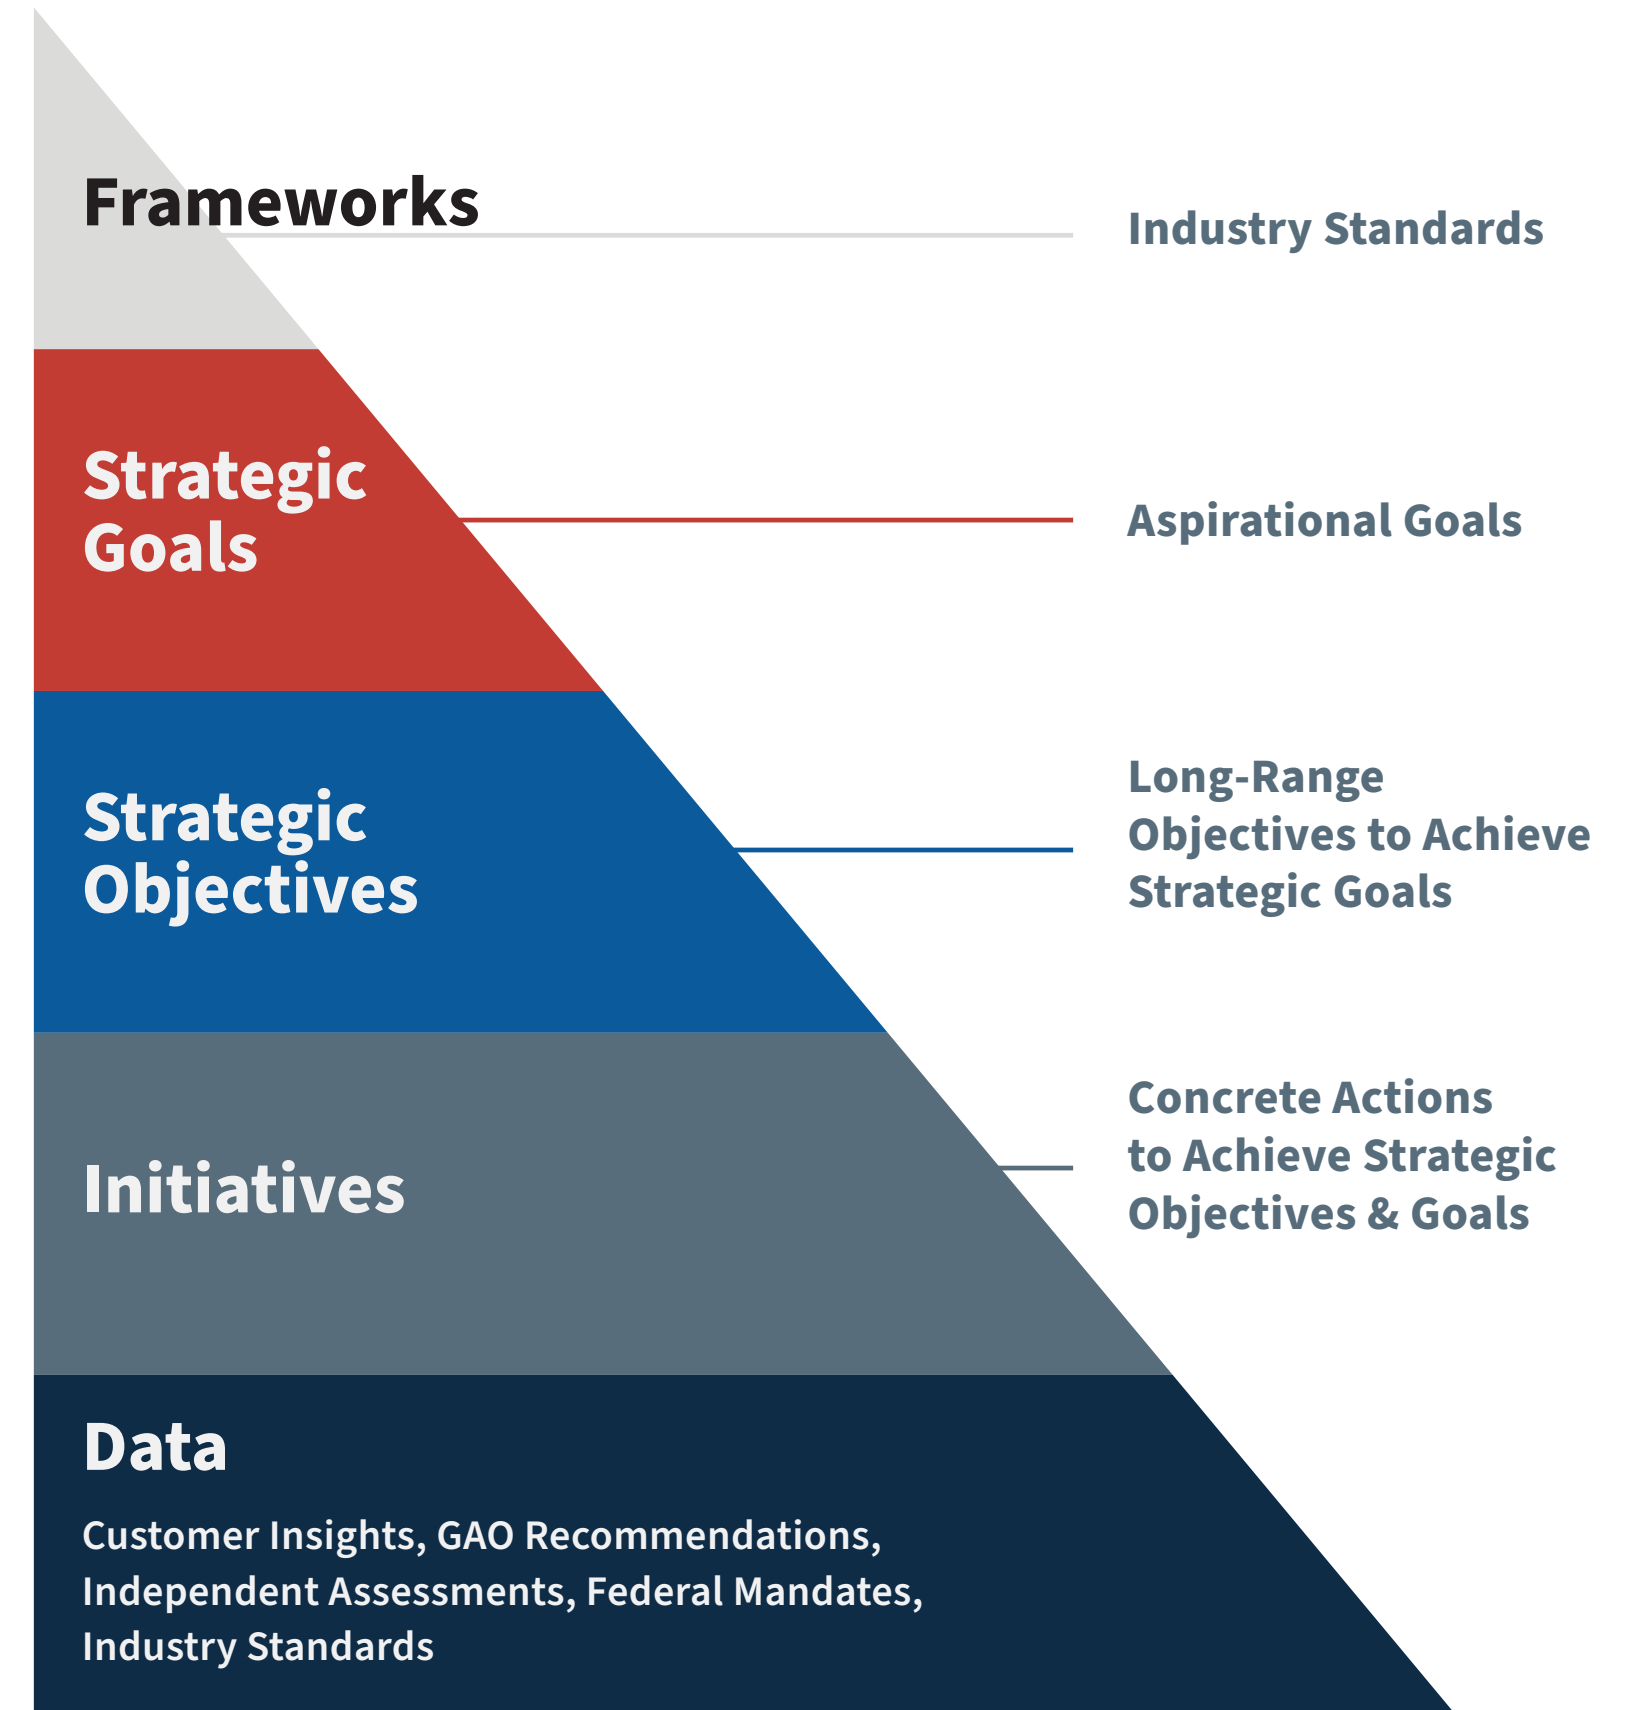 Frameworks
Industry Standards
Strategic
Goals
Aspirational Goals
Strategic
Objectives
Long-Range
Objectives to Achieve
Strategic Goals
Initiatives
Concrete Actions
to Achieve Strategic
Objectives & Goals
Data
Customer Insights, GAO Recommendations,
Independent Assessments, Federal Mandates,
Industry Standards